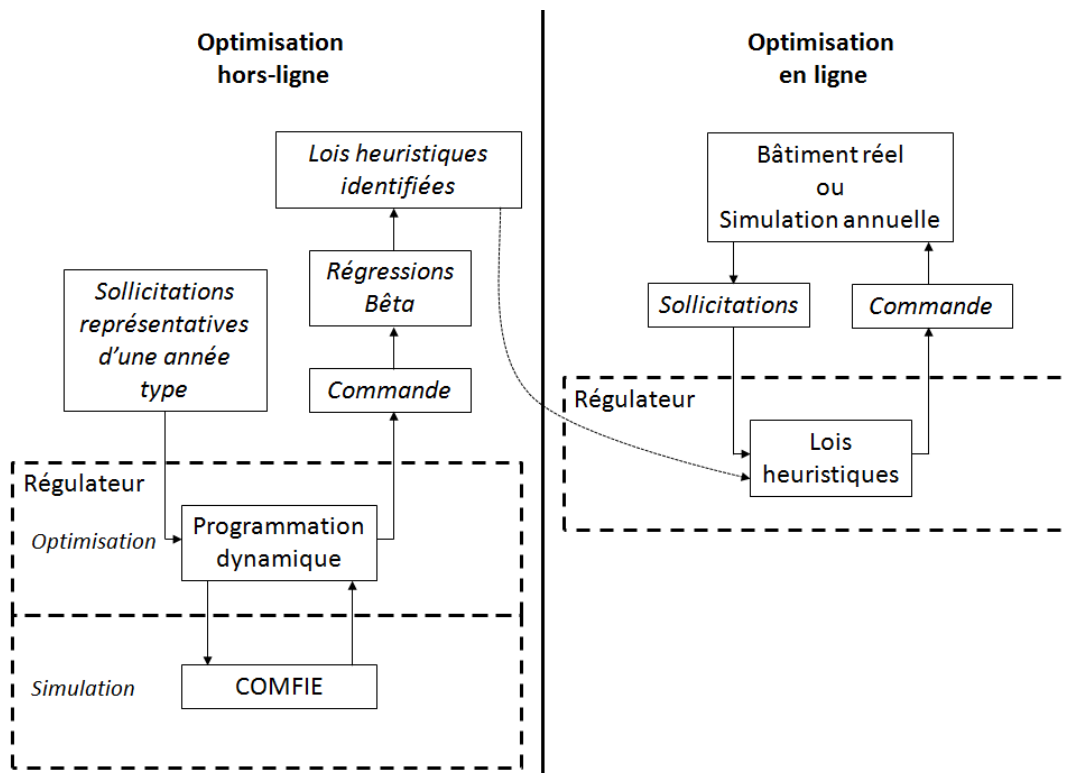 Optimisation
hors-ligne
Lois heuristiques
identifiées
Régressions
Bêta
Sollicitations
représentatives
d'une année
type
Commande
Régulateur
Optimisation
Programmation
dynamique
Simulation
COMFIE
Optimisation
en ligne
Bâtiment réel
ou
Simulation annuelle
Sollicitations
Commande
Régulateur
Lois
heuristiques